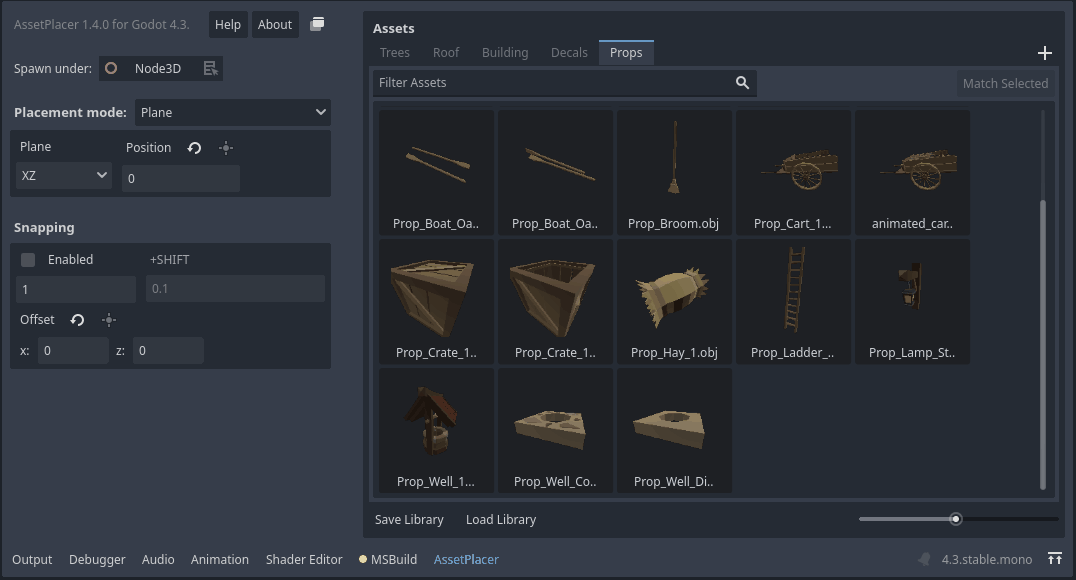 AssetPlacer 1.4.0 for Godot 4.3.
Help
About
Spawn under:
Node3D
Placement mode:
Plane
Plane
Position
XZ
0
Snapping
Enabled
+SHIFT
1
0.1
Offset
x:
0
z:
0
Assets
Trees
Roof
Building
Decals
Props
Filter Assets
Match Selected
Prop_Boat_Oa..
Prop_Boat_Oa..
Prop_Broom.obj
Prop_Cart_1...
animated_car..
Prop_Crate_1..
Prop_Crate_1..
Prop_Hay_1.obj
Prop_Ladder_..
Prop_Lamp_St..
Prop_Well_1...
Prop_Well_Co..
Prop_Well_Di..
Save Library
Load Library
Output
Debugger
Audio
Animation
Shader Editor
MSBuild
AssetPlacer
4.3.stable.mono